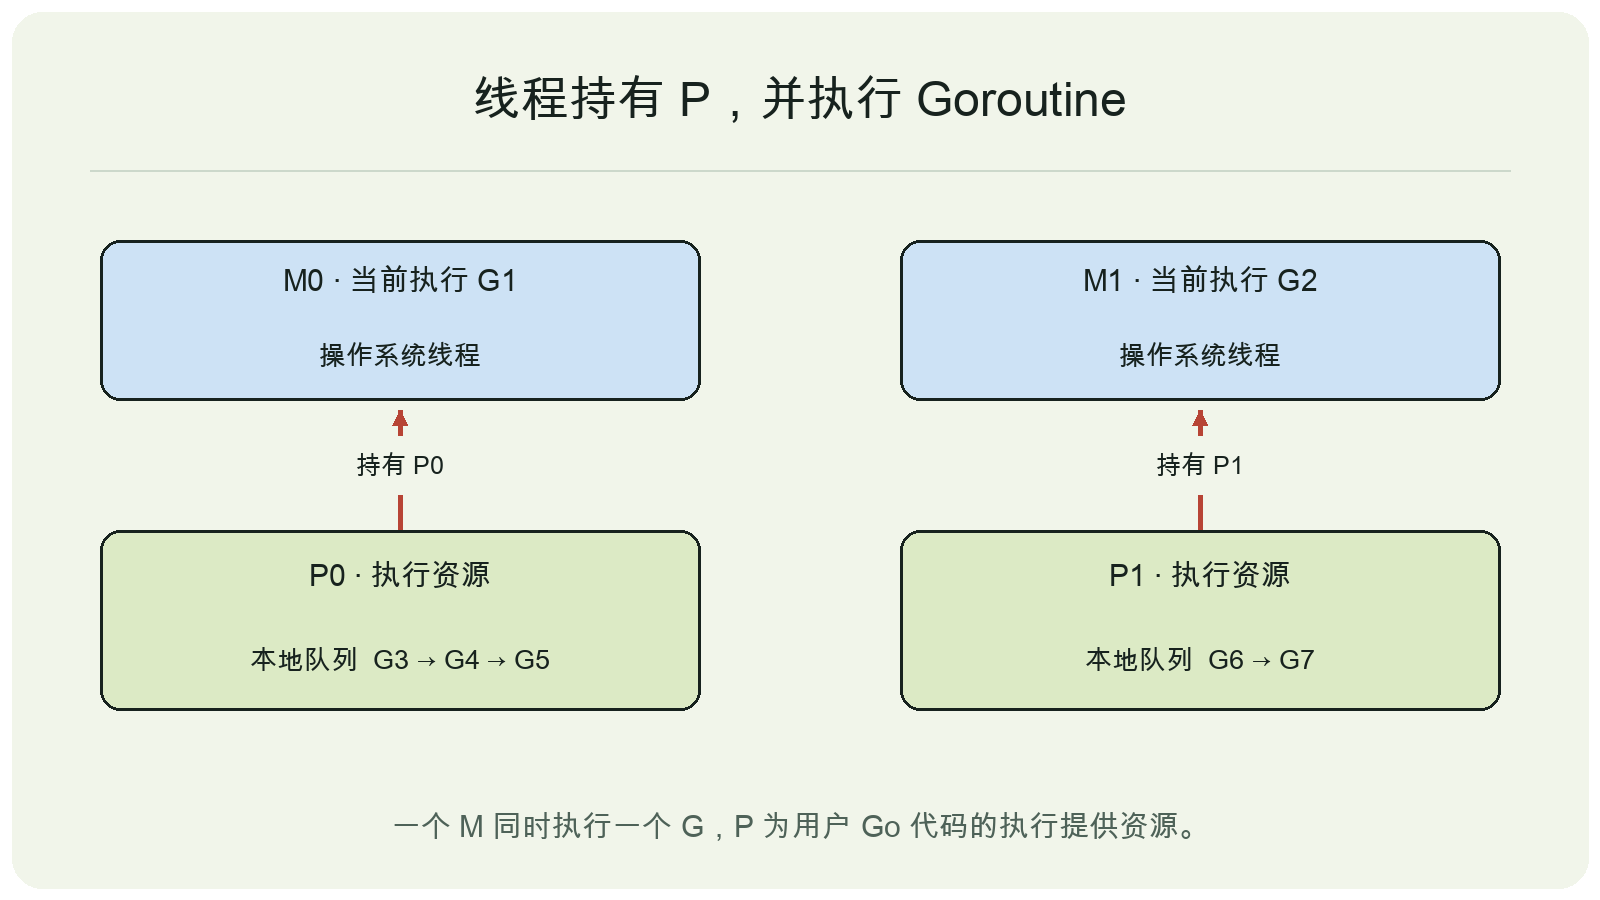 线程持有 P，并执行 Goroutine
M0 · 当前执行 G1
操作系统线程
持有 P0
P0 · 执行资源
本地队列 G3 → G4 → G5
M1 · 当前执行 G2
操作系统线程
持有 P1
P1 · 执行资源
本地队列 G6 → G7
一个 M 同时执行一个 G，P 为用户 Go 代码的执行提供资源。